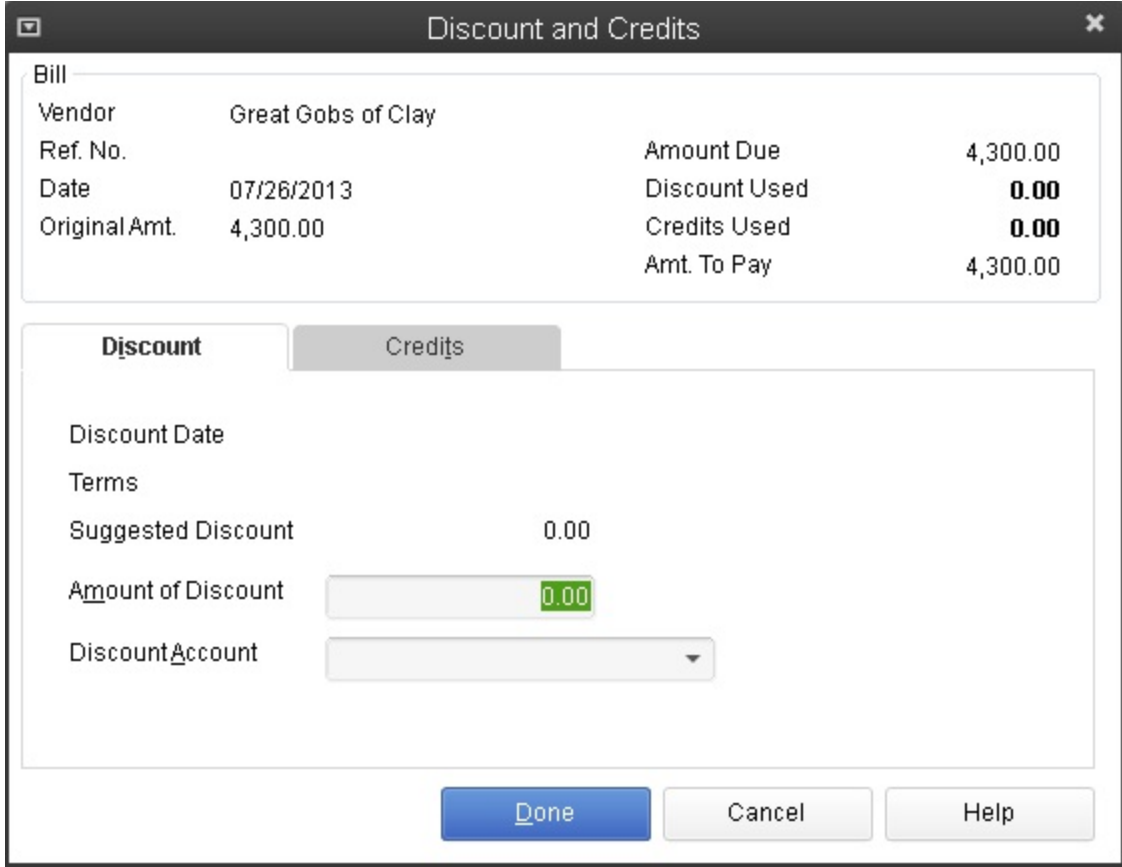 Discount and Credits
Bill
Vendor Great Gobs of Clay
Ref. No. Amount Due 4,300.00
Date 07/26/2013 Discount Used 0.00
Original Amt. 4,300.00 Credits Used 0.00
Amt. To Pay 4,300.00
Discount Credits
Discount Date
Terms
Suggested Discount 0.00
Amount of Discount 0.00
Discount Account
Done Cancel Help